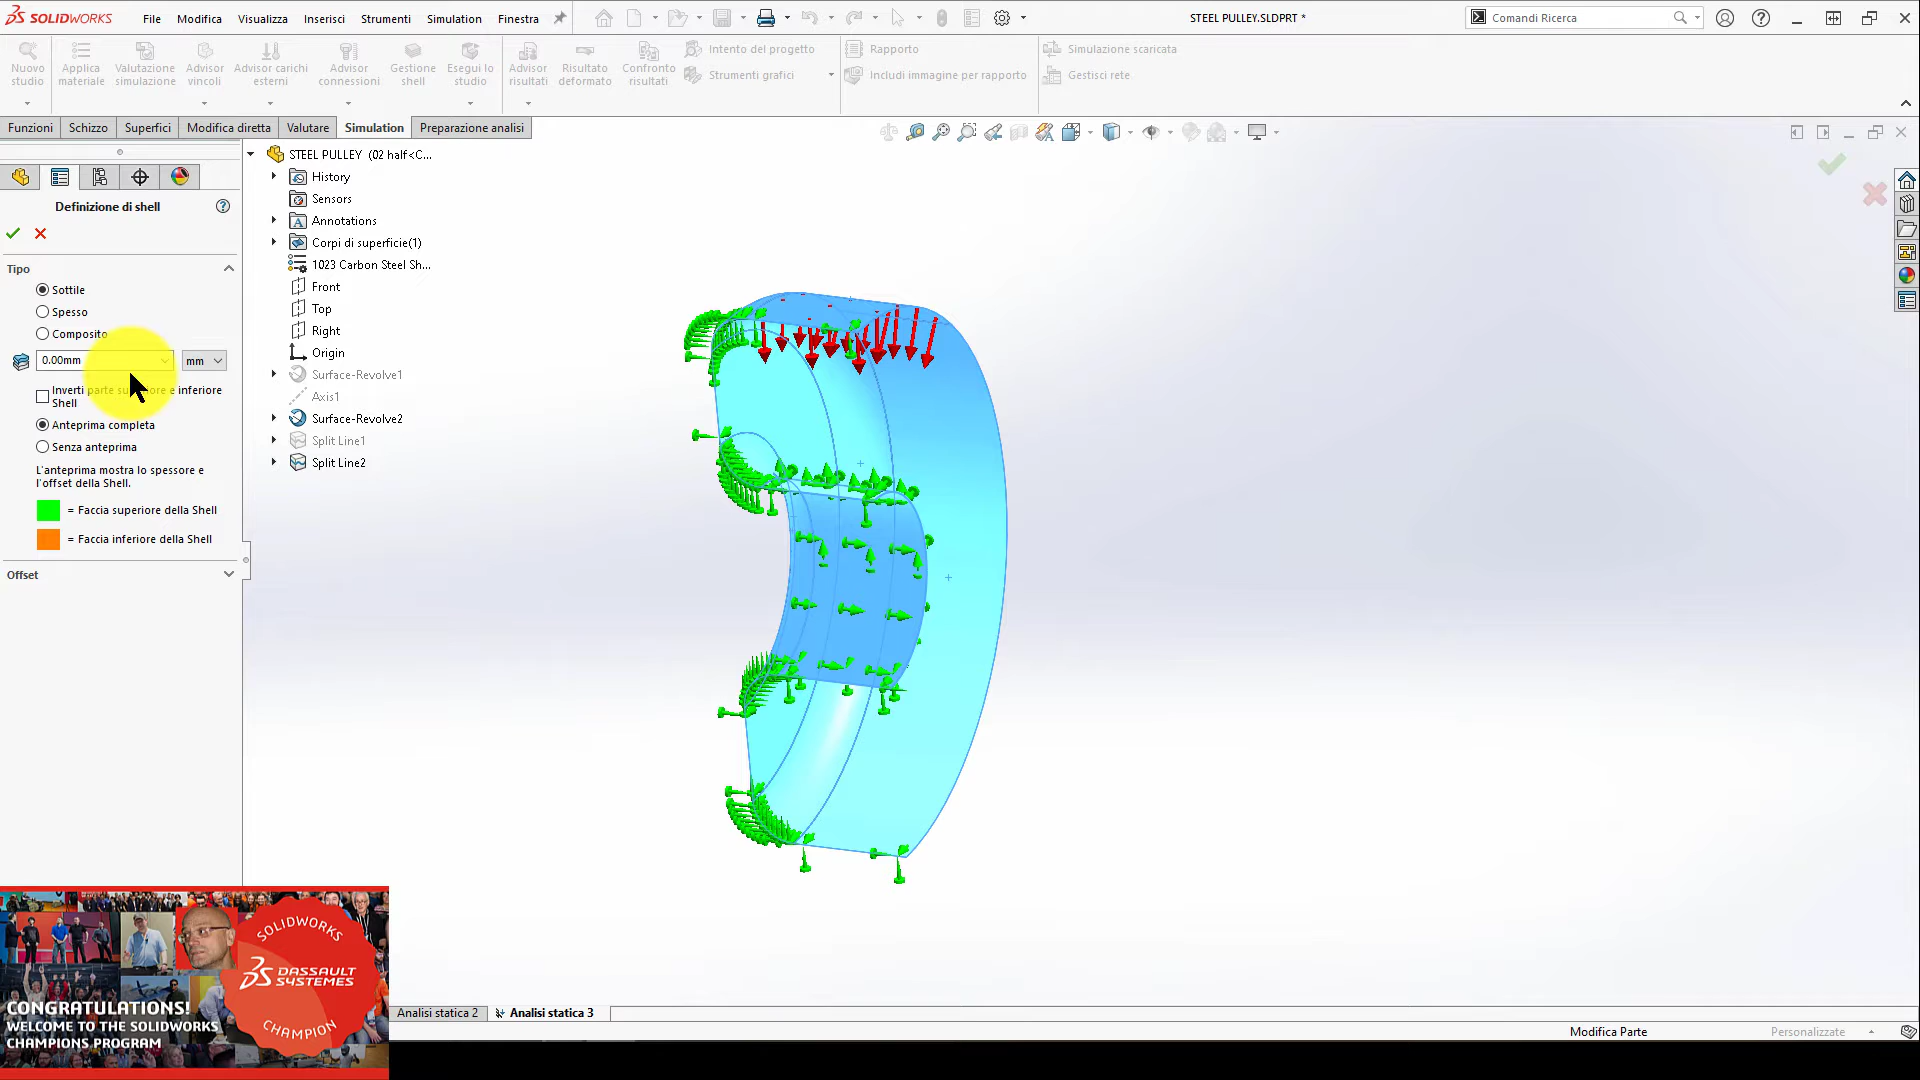 SOLIDWORKS
File
Modifica
Visualizza
Inserisci
Strumenti
Simulation
Finestra
STEEL PULLEY.SLDPRT *
Comandi Ricerca
Nuovo
studio
Applica
materiale
Valutazione
simulazione
Advisor
vincoli
Advisor carichi
esterni
Advisor
connessioni
Gestione
shell
Esegui lo
studio
Advisor
risultati
Risultato
deformato
Confronto
risultati
Intento del progetto
Strumenti grafici
Rapporto
Includi immagine per rapporto
Simulazione scaricata
Gestisci rete
Funzioni
Schizzo
Superfici
Modifica diretta
Valutare
Simulation
Preparazione analisi
Definizione di shell
Tipo
Sottile
Spesso
Composito
0.00mm
mm
Inverti parte superiore e inferiore
Shell
Anteprima completa
Senza anteprima
L'anteprima mostra lo spessore e
l'offset della Shell.
= Faccia superiore della Shell
= Faccia inferiore della Shell
Offset
STEEL PULLEY (02 half<C...
History
Sensors
Annotations
Corpi di superficie(1)
1023 Carbon Steel Sh...
Front
Top
Right
Origin
Surface-Revolve1
Axis1
Surface-Revolve2
Split Line1
Split Line2
SOLIDWORKS
DASSAULT
SYSTEMES
CHAMPION
CONGRATULATIONS!
WELCOME TO THE SOLIDWORKS
CHAMPIONS PROGRAM
Analisi statica 2
Analisi statica 3
Modifica Parte
Personalizzate